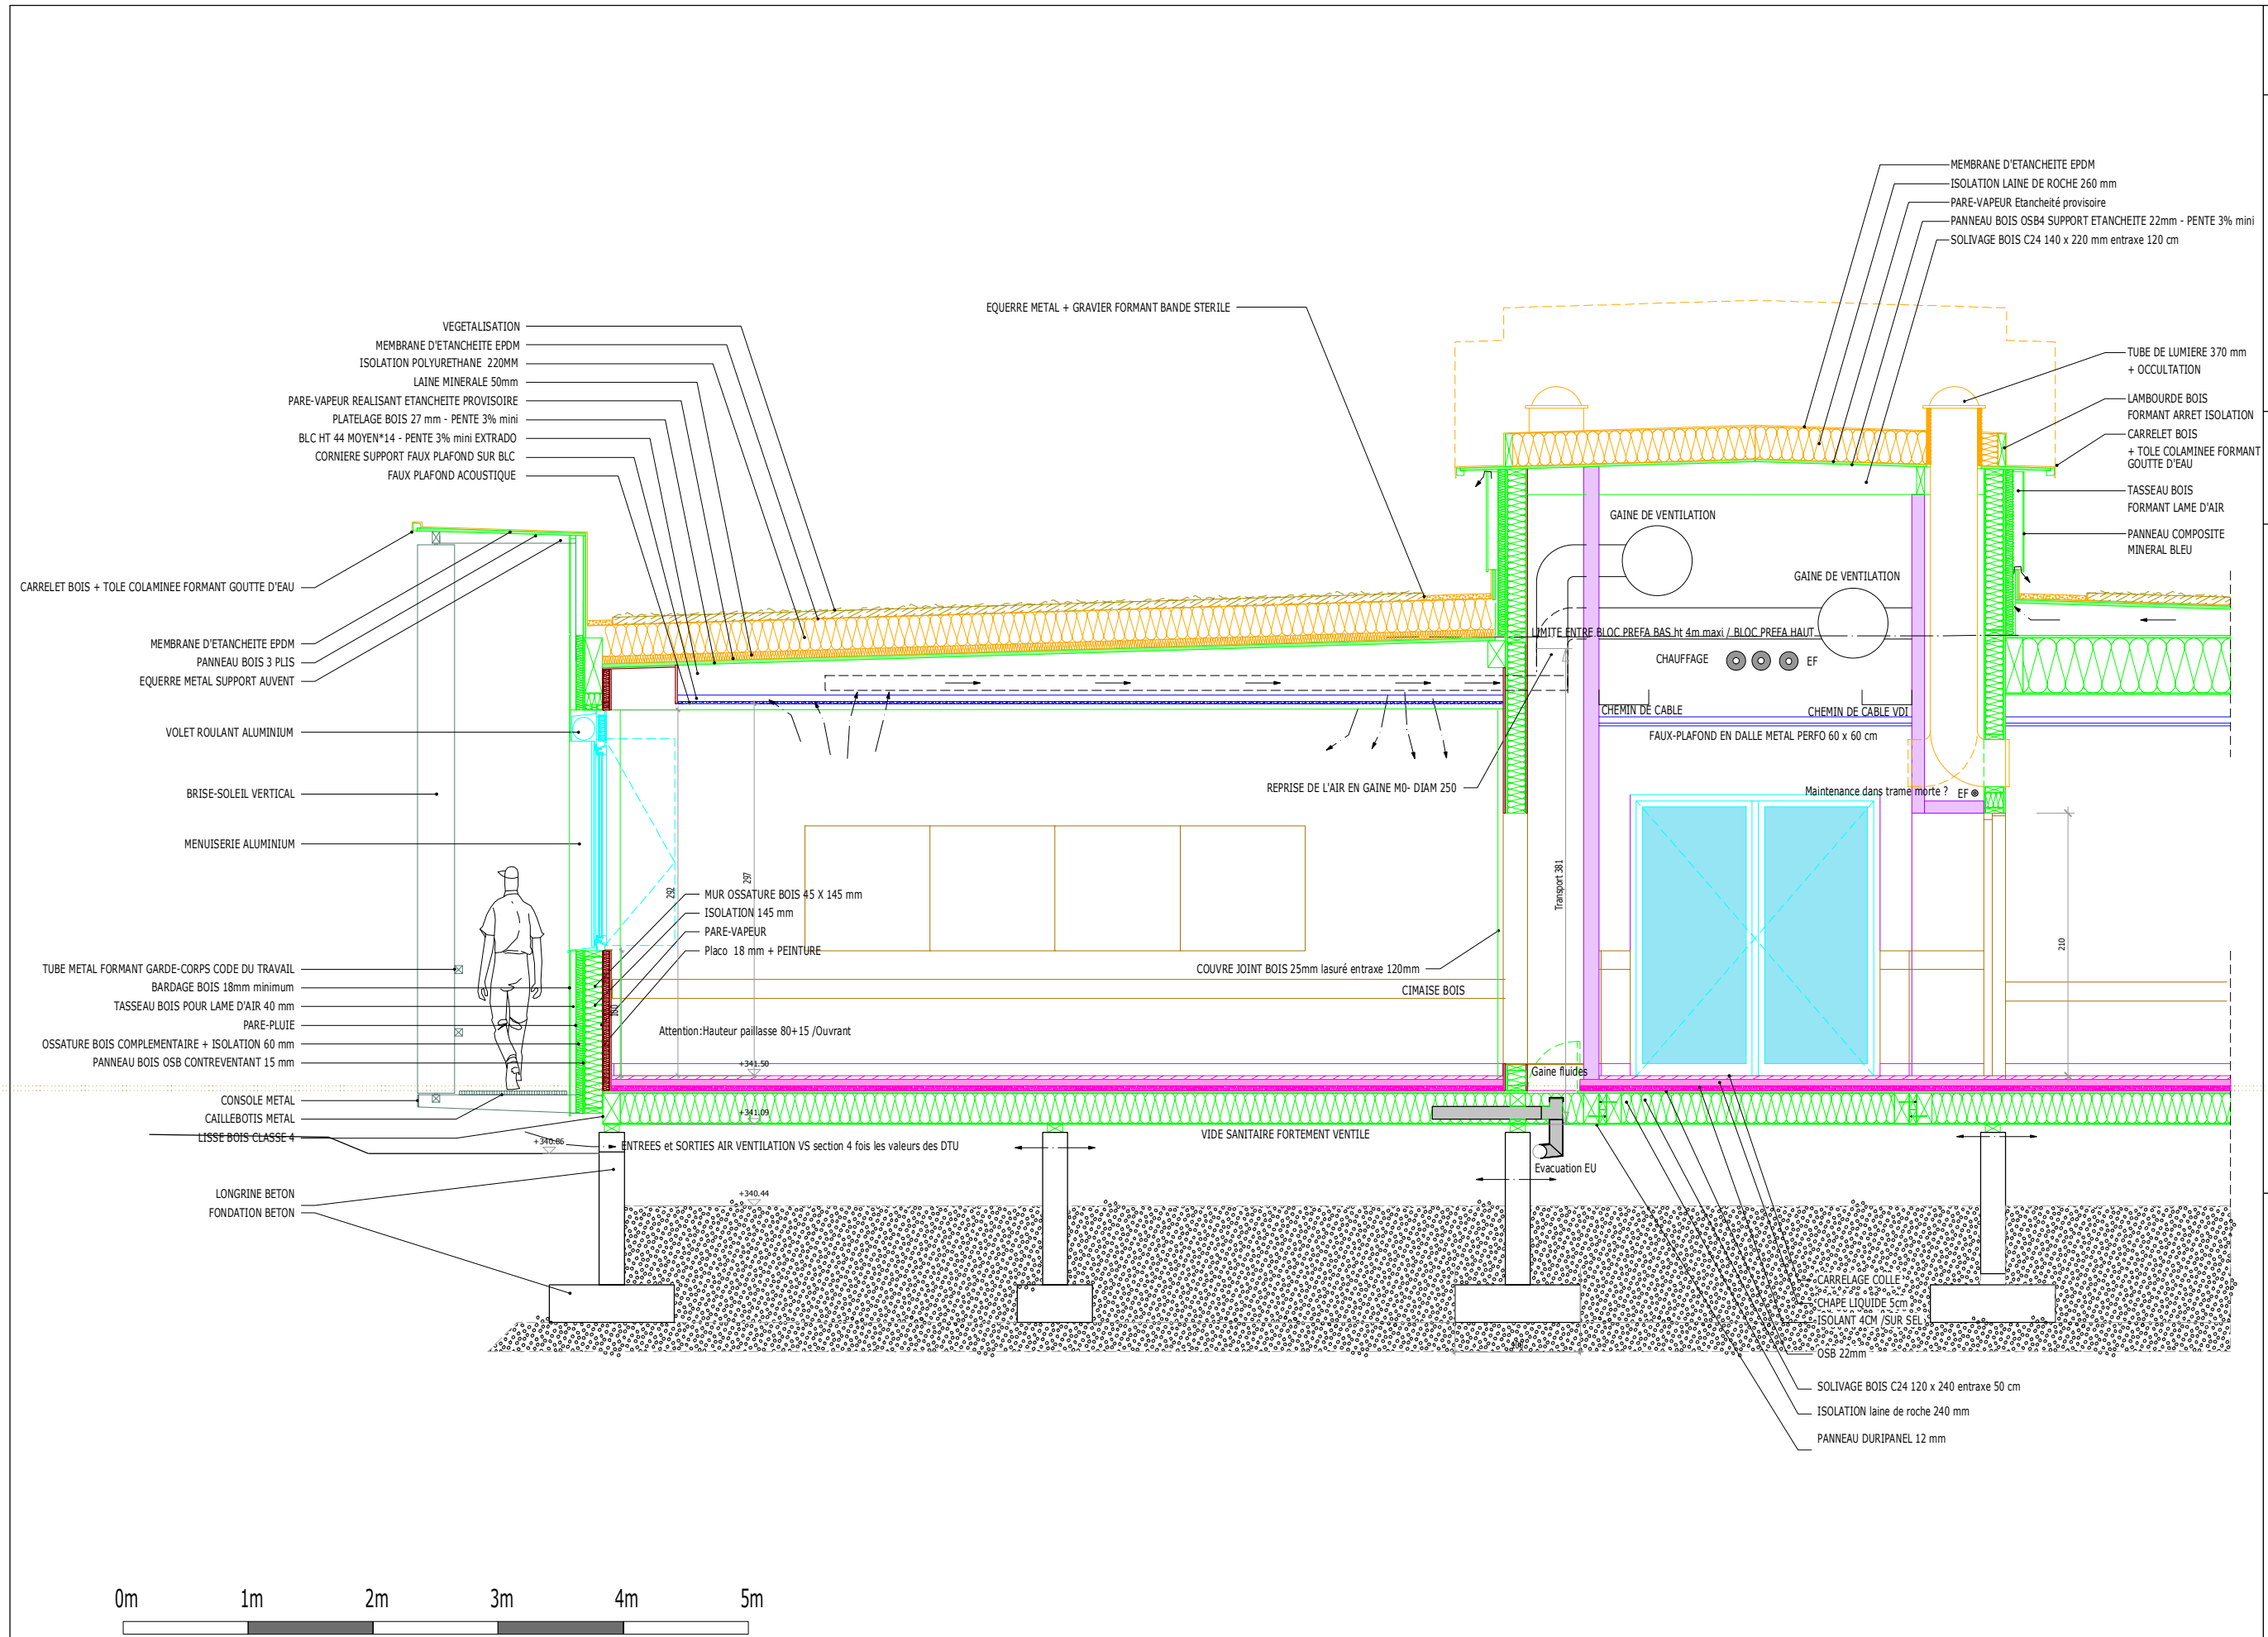 MEMBRANE D'ETANCHEITE EPDM
ISOLATION LAINE DE ROCHE 260 mm
PARE-VAPEUR Etancheité provisoire
PANNEAU BOIS OSB4 SUPPORT ETANCHEITE 22mm - PENTE 3% mini
SOLIVAGE BOIS C24 140 x 220 mm entraxe 120 cm
EQUERRE METAL + GRAVIER FORMANT BANDE STERILE
VEGETALISATION
MEMBRANE D'ETANCHEITE EPDM
ISOLATION POLYURETHANE 220MM
LAINE MINERALE 50mm
PARE-VAPEUR REALISANT ETANCHEITE PROVISOIRE
PLATELAGE BOIS 27 mm - PENTE 3% mini
BLC HT 44 MOYEN*14 - PENTE 3% mini EXTRADO
CORNIERE SUPPORT FAUX PLAFOND SUR BLC
FAUX PLAFOND ACOUSTIQUE
TUBE DE LUMIERE 370 mm
+ OCCULTATION
LAMBOURDE BOIS
FORMANT ARRET ISOLATION
CARRELET BOIS
+ TOLE COLAMINEE FORMANT
GOUTTE D'EAU
TASSEAU BOIS
FORMANT LAME D'AIR
PANNEAU COMPOSITE
MINERAL BLEU
GAINE DE VENTILATION
GAINE DE VENTILATION
LIMITE ENTRE BLOC PREFA BAS ht 4m maxi / BLOC PREFA HAUT
CHAUFFAGE
EF
CHEMIN DE CABLE
CHEMIN DE CABLE VDI
FAUX-PLAFOND EN DALLE METAL PERFO 60 x 60 cm
CARRELET BOIS + TOLE COLAMINEE FORMANT GOUTTE D'EAU
MEMBRANE D'ETANCHEITE EPDM
PANNEAU BOIS 3 PLIS
EQUERRE METAL SUPPORT AUVENT
VOLET ROULANT ALUMINIUM
BRISE-SOLEIL VERTICAL
MENUISERIE ALUMINIUM
REPRISE DE L'AIR EN GAINE M0- DIAM 250
Maintenance dans trame morte ?
EF
Transport 381
292
297
210
MUR OSSATURE BOIS 45 X 145 mm
ISOLATION 145 mm
PARE-VAPEUR
Placo 18 mm + PEINTURE
COUVRE JOINT BOIS 25mm lasuré entraxe 120mm
CIMAISE BOIS
Attention:Hauteur paillasse 80+15 /Ouvrant
TUBE METAL FORMANT GARDE-CORPS CODE DU TRAVAIL
BARDAGE BOIS 18mm minimum
TASSEAU BOIS POUR LAME D'AIR 40 mm
PARE-PLUIE
OSSATURE BOIS COMPLEMENTAIRE + ISOLATION 60 mm
PANNEAU BOIS OSB CONTREVENTANT 15 mm
CONSOLE METAL
CAILLEBOTIS METAL
LISSE BOIS CLASSE 4
+341.50
Gaine fluides
+341.09
+340.86
ENTREES et SORTIES AIR VENTILATION VS section 4 fois les valeurs des DTU
VIDE SANITAIRE FORTEMENT VENTILE
Evacuation EU
LONGRINE BETON
FONDATION BETON
+340.44
CARRELAGE COLLE
CHAPE LIQUIDE 5cm
ISOLANT 4CM /SUR SEL
OSB 22mm
SOLIVAGE BOIS C24 120 x 240 entraxe 50 cm
ISOLATION laine de roche 240 mm
PANNEAU DURIPANEL 12 mm
0m 1m 2m 3m 4m 5m